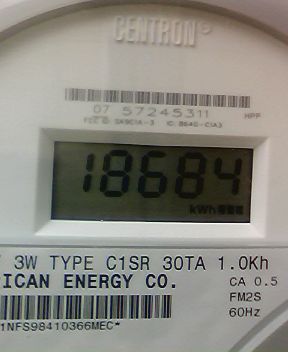 CENTRON®
07 57245311
HPP
18684
kWh
3W TYPE C1SR 30TA 1.0Kh
ICAN ENERGY CO.
CA 0.5
FM2S
60Hz
1NFS98410366MEC*